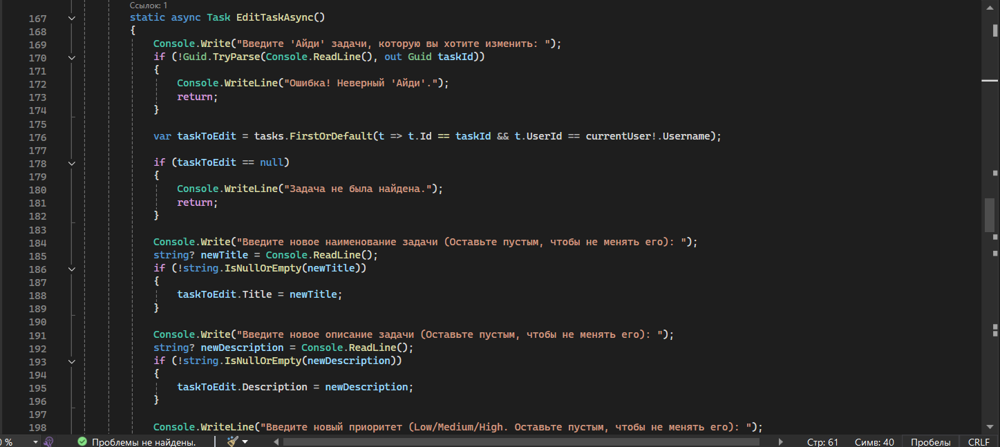 Ссылок: 1
167 static async Task EditTaskAsync()
168 {
169 Console.Write("Введите 'Айди' задачи, которую вы хотите изменить: ");
170 if (!Guid.TryParse(Console.ReadLine(), out Guid taskId))
171 {
172 Console.WriteLine("Ошибка! Неверный 'Айди'.");
173 return;
174 }
175
176 var taskToEdit = tasks.FirstOrDefault(t => t.Id == taskId && t.UserId == currentUser!.Username);
177
178 if (taskToEdit == null)
179 {
180 Console.WriteLine("Задача не была найдена.");
181 return;
182 }
183
184 Console.Write("Введите новое наименование задачи (Оставьте пустым, чтобы не менять его): ");
185 string? newTitle = Console.ReadLine();
186 if (!string.IsNullOrEmpty(newTitle))
187 {
188 taskToEdit.Title = newTitle;
189 }
190
191 Console.Write("Введите новое описание задачи (Оставьте пустым, чтобы не менять его): ");
192 string? newDescription = Console.ReadLine();
193 if (!string.IsNullOrEmpty(newDescription))
194 {
195 taskToEdit.Description = newDescription;
196 }
197
198 Console.WriteLine("Введите новый приоритет (Low/Medium/High. Оставьте пустым, чтобы не менять его): ");
% Проблемы не найдены. Стр: 61 Симв: 40 Пробелы CRLF